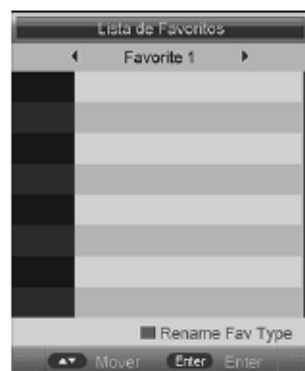 Lista de Favoritos
Favorite 1
Rename Fav Type
Mover Enter Enter